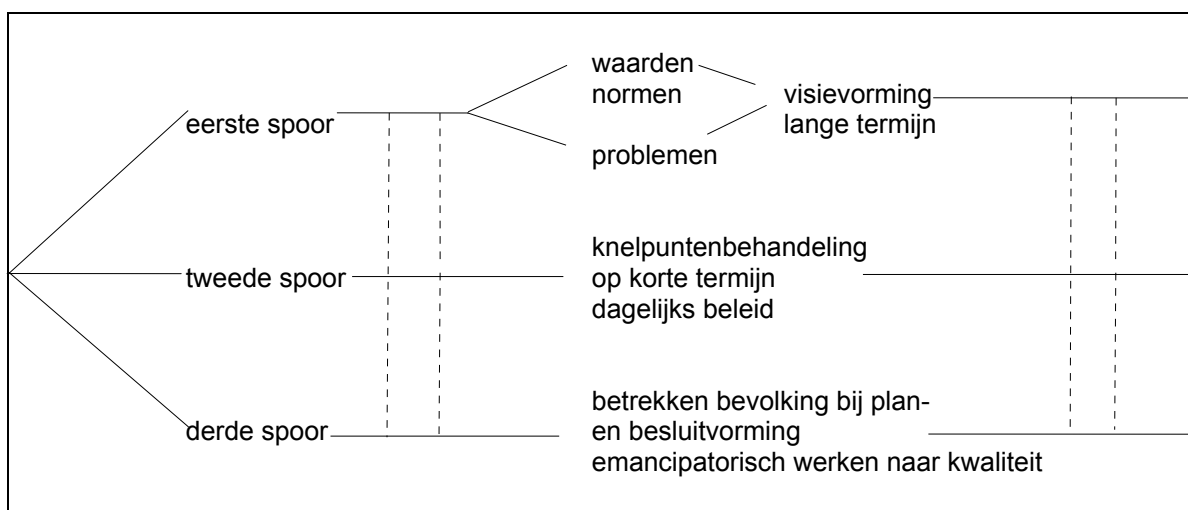 eerste spoor
waarden
normen
problemen
visievorming
lange termijn
tweede spoor
knelpuntenbehandeling
op korte termijn
dagelijks beleid
derde spoor
betrekken bevolking bij plan-
en besluitvorming
emancipatorisch werken naar kwaliteit